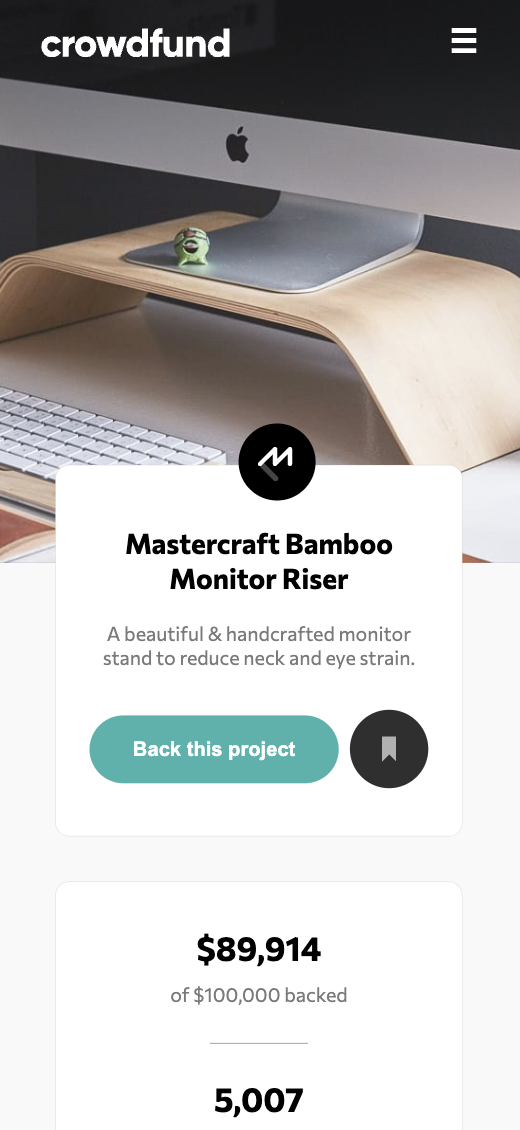 crowdfund
Mastercraft Bamboo
Monitor Riser
A beautiful & handcrafted monitor
stand to reduce neck and eye strain.
Back this project
$89,914
of $100,000 backed
5,007